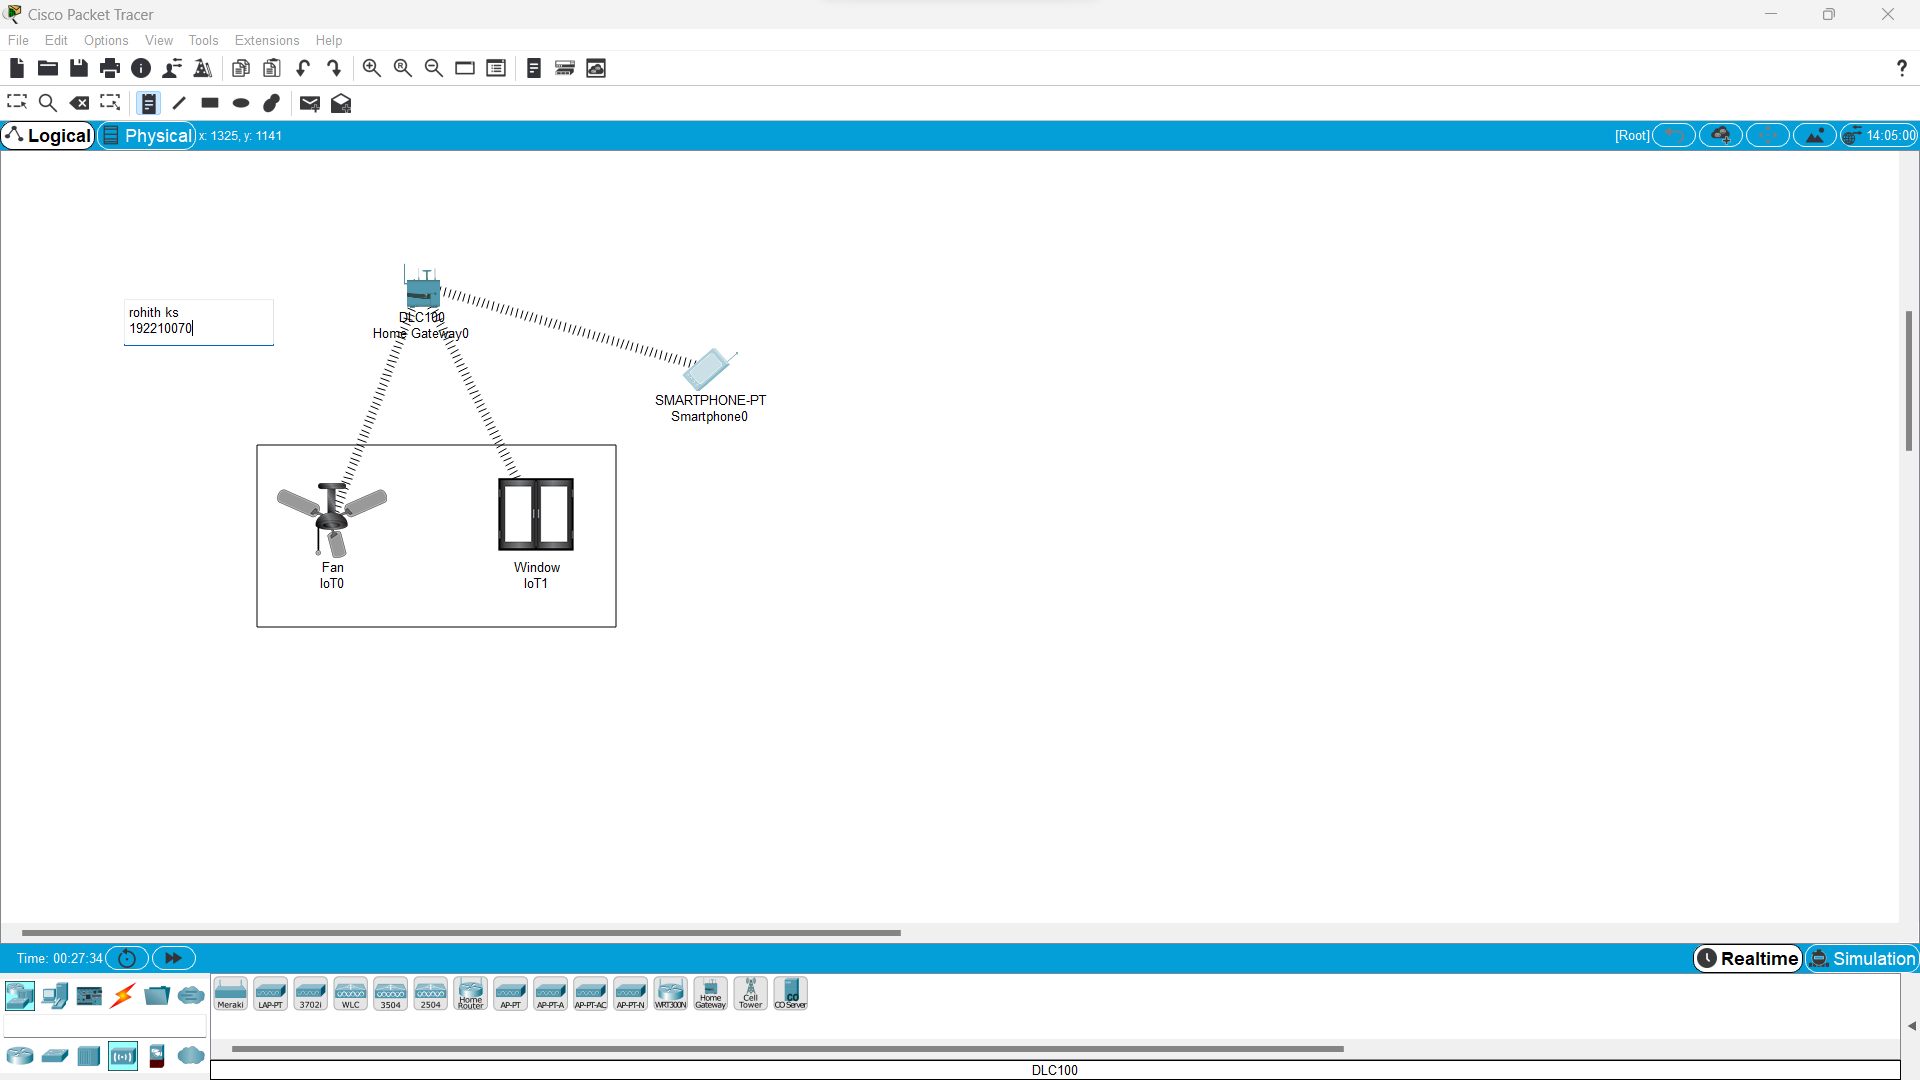 Cisco Packet Tracer
File Edit Options View Tools Extensions Help
?
Logical Physical x: 1325, y: 1141 [Root] 14:05:00
rohith ks
192210070
DLC100
Home Gateway0
SMARTPHONE-PT
Smartphone0
Fan
IoT0
Window
IoT1
Time: 00:27:34 Realtime Simulation
Meraki LAP-PT 3702i WLC 3504 2504 Home Router AP-PT AP-PT-A AP-PT-AC AP-PT-N WRT300N Home Gateway Cell Tower CO Server
DLC100